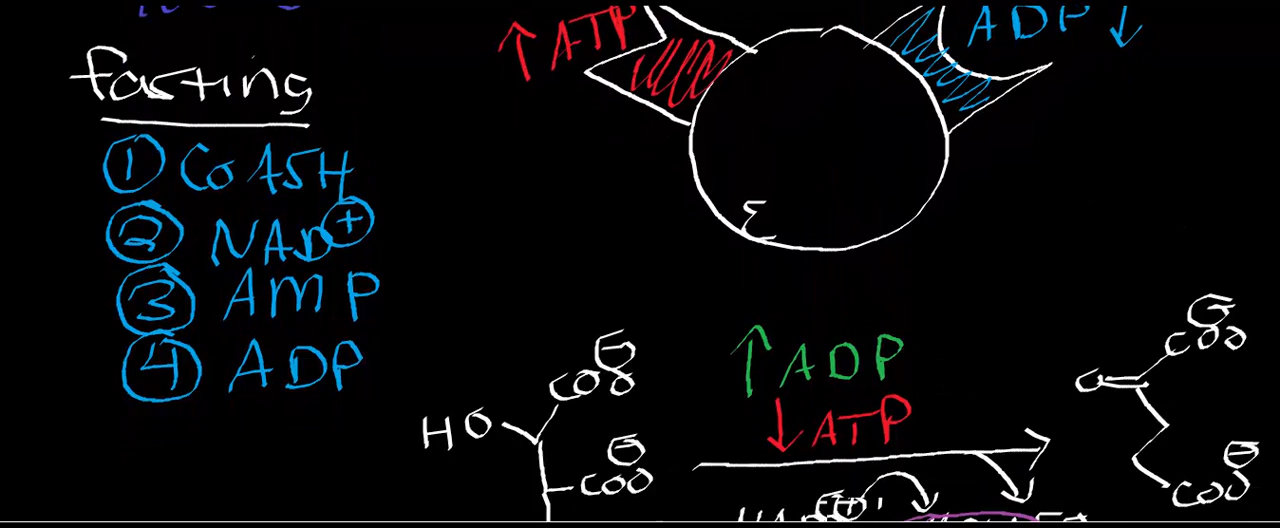 ↑ATP
ADP↓
fasting
① CoASH
② NAD⊕
③ AMP
④ ADP
Σ
↑ADP
↓ATP
COO⊖
HO
COO⊖
COO⊖
O
COO⊖